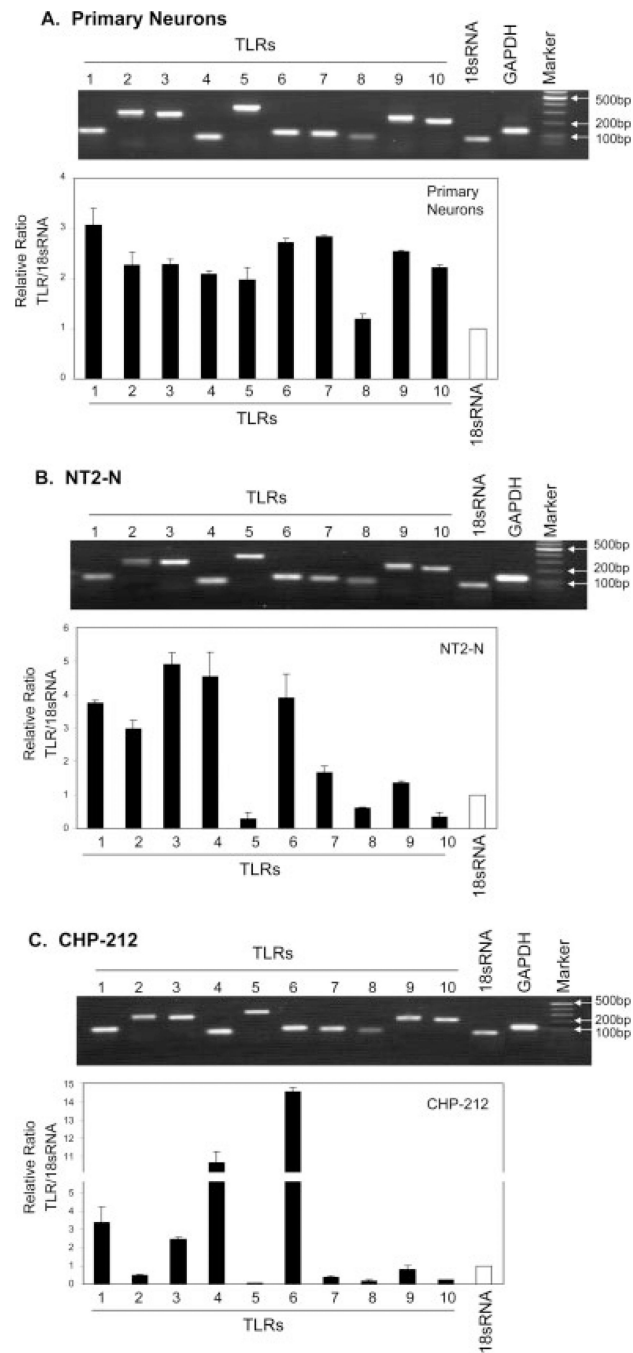 A. Primary Neurons
TLRs
1 2 3 4 5 6 7 8 9 10 18sRNA GAPDH Marker
500bp
200bp
100bp
Relative Ratio
TLR/18sRNA
4
3
2
1
0
Primary
Neurons
1 2 3 4 5 6 7 8 9 10 18sRNA
TLRs
B. NT2-N
TLRs
1 2 3 4 5 6 7 8 9 10 18sRNA GAPDH Marker
500bp
200bp
100bp
Relative Ratio
TLR/18sRNA
6
5
4
3
2
1
0
NT2-N
1 2 3 4 5 6 7 8 9 10 18sRNA
TLRs
C. CHP-212
TLRs
1 2 3 4 5 6 7 8 9 10 18sRNA GAPDH Marker
500bp
200bp
100bp
Relative Ratio
TLR/18sRNA
15
14
13
11
5
4
3
2
1
0
CHP-212
1 2 3 4 5 6 7 8 9 10 18sRNA
TLRs